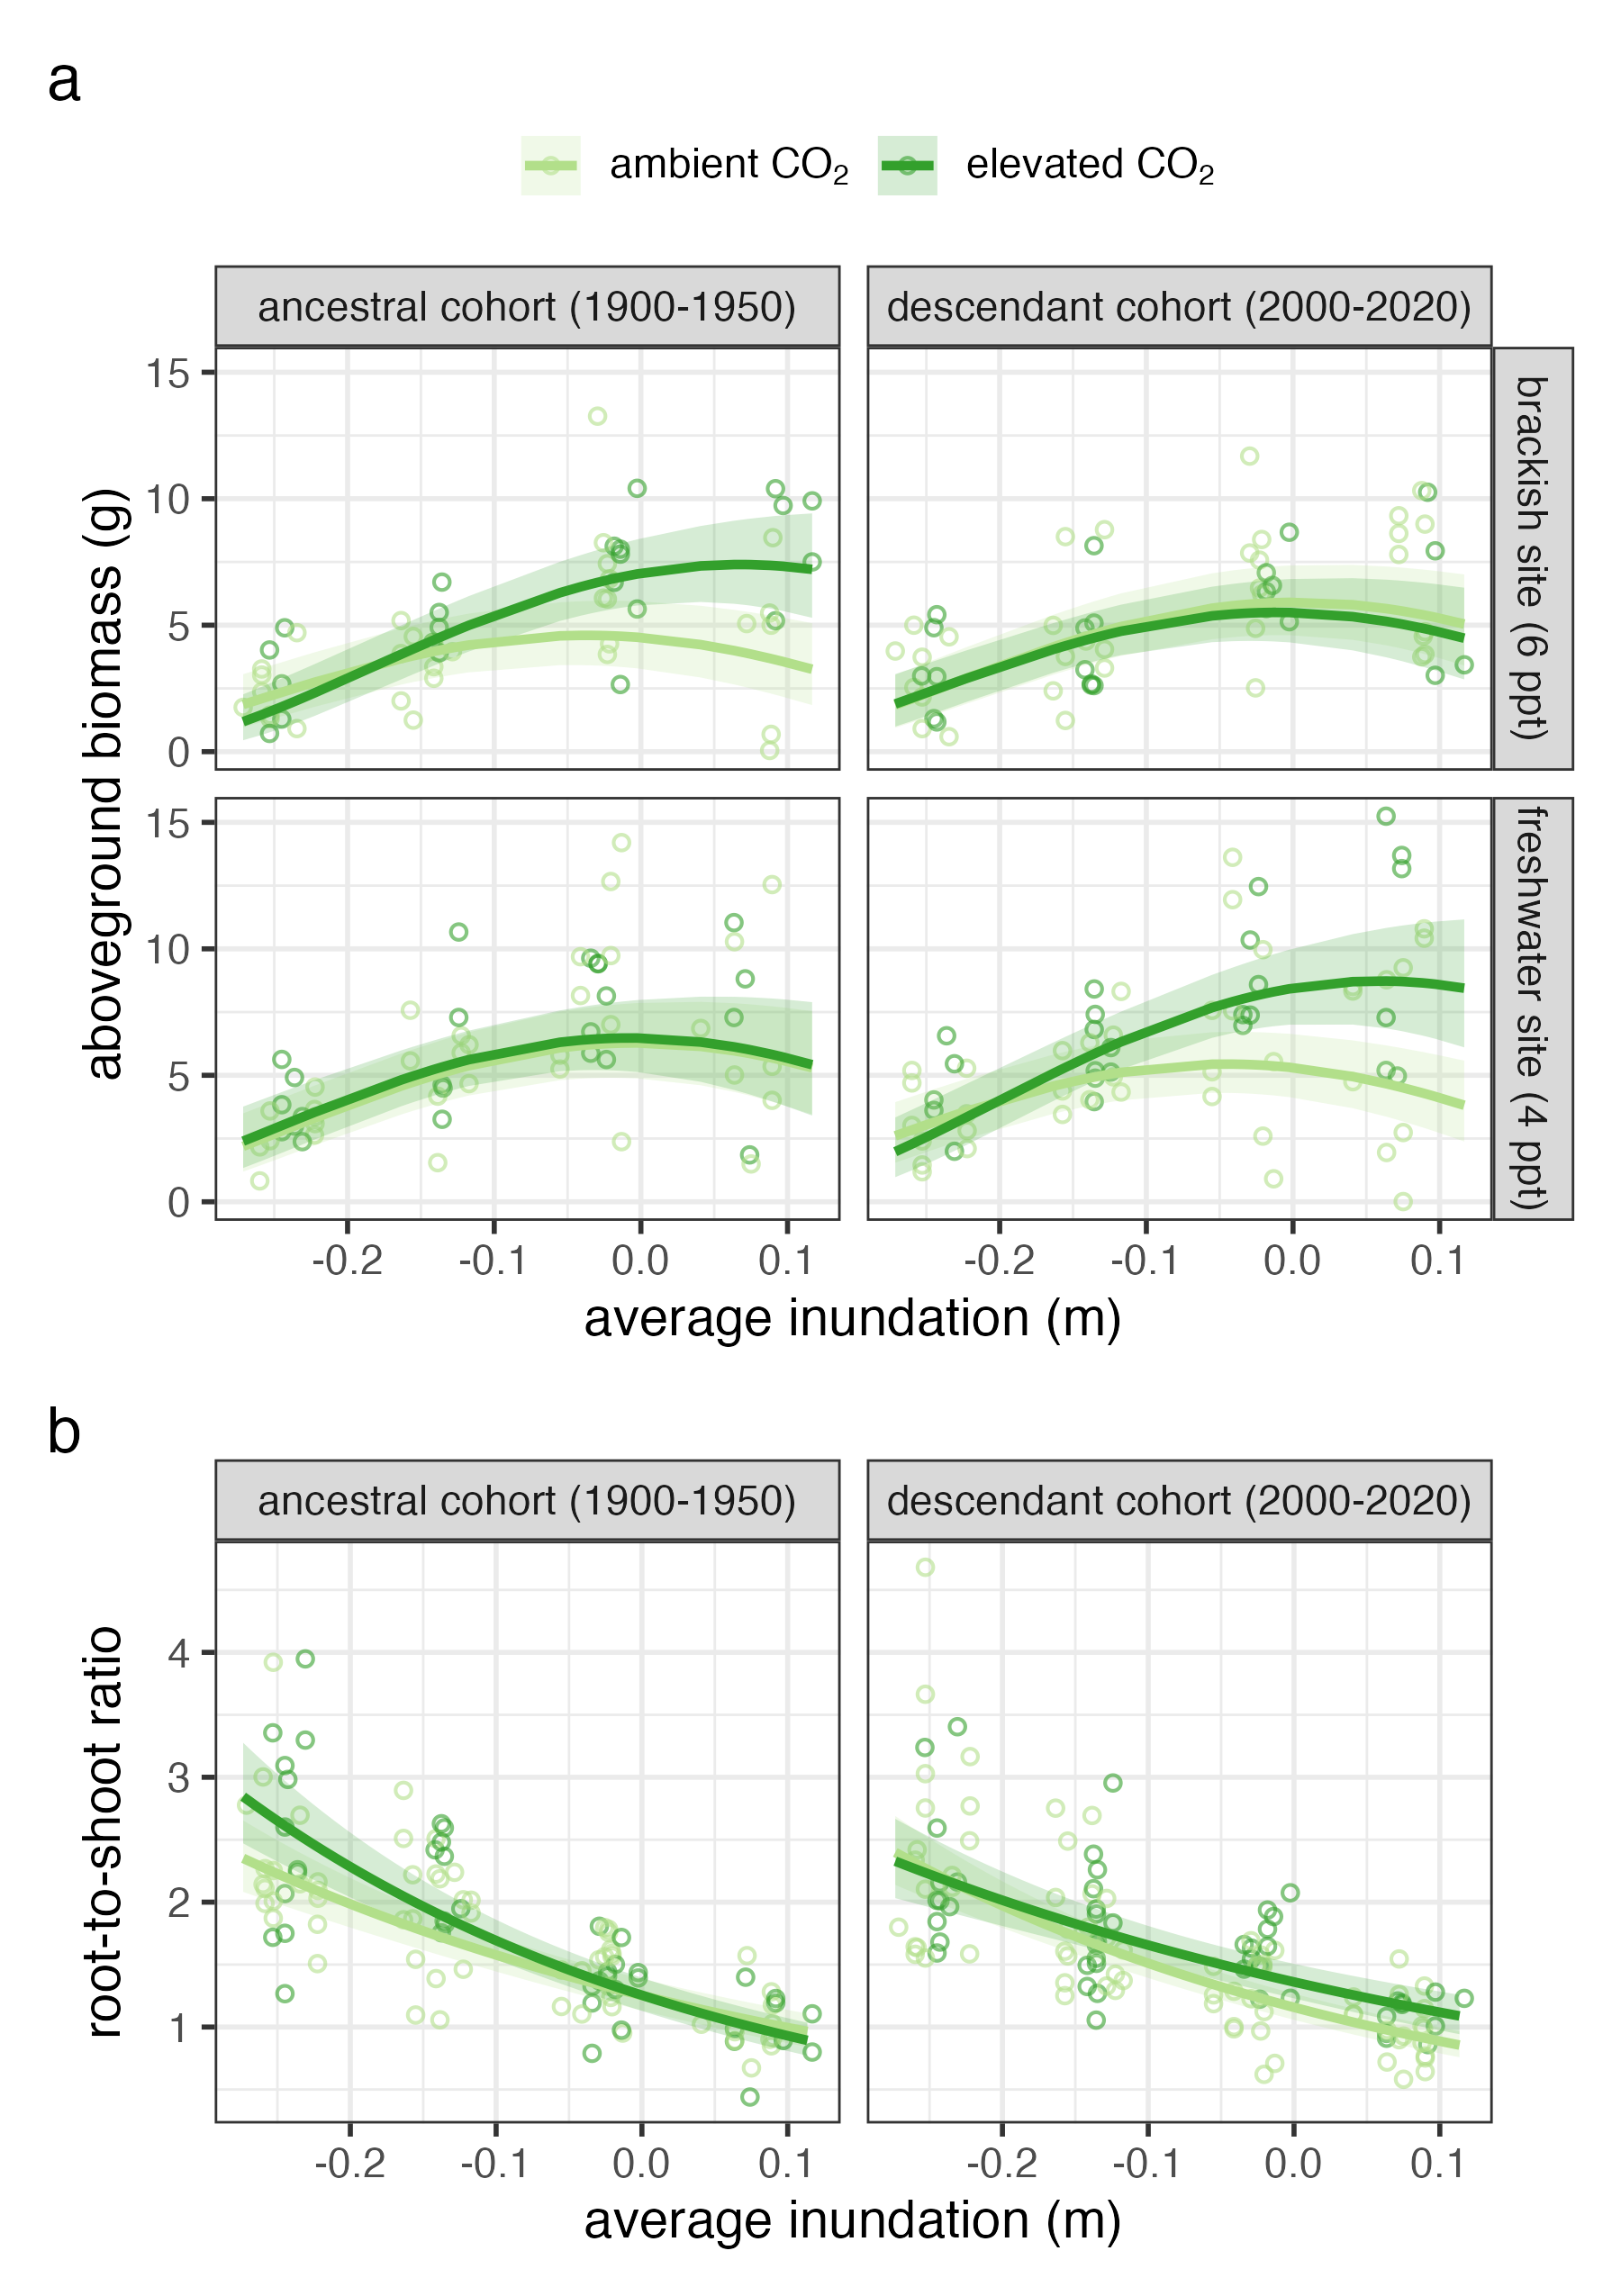 a
ambient CO₂ elevated CO₂
ancestral cohort (1900-1950) descendant cohort (2000-2020)
aboveground biomass (g)
15
10
5
0
brackish site (6 ppt)
15
10
5
0
freshwater site (4 ppt)
-0.2 -0.1 0.0 0.1 -0.2 -0.1 0.0 0.1
average inundation (m)
b
ancestral cohort (1900-1950) descendant cohort (2000-2020)
root-to-shoot ratio
4
3
2
1
-0.2 -0.1 0.0 0.1 -0.2 -0.1 0.0 0.1
average inundation (m)